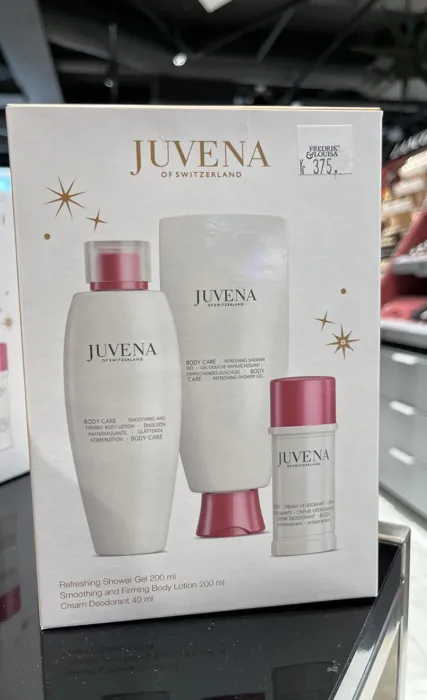 JUVENA
OF SWITZERLAND
FREDRIK
&LOUISA
Kr 375,-
JUVENA
OF SWITZERLAND
BODY CARE · SMOOTHING AND
FIRMING BODY LOTION · ÉMULSION
RAFFERMISSANTE · GLÄTTENDE
KÖRPERLOTION · BODY CARE
JUVENA
OF SWITZERLAND
BODY CARE · REFRESHING SHOWER
GEL · GEL-DOUCHE RAFRAÎCHISSANT ·
ERFRISCHENDES DUSCHGEL · BODY
CARE · REFRESHING SHOWER GEL
JUVENA
OF SWITZERLAND
CREAM DEODORANT
CRÈME DÉODORANTE
CREME DEODORANT · BODY
Refreshing Shower Gel 200 ml
Smoothing and Firming Body Lotion 200 ml
Cream Deodorant 40 ml